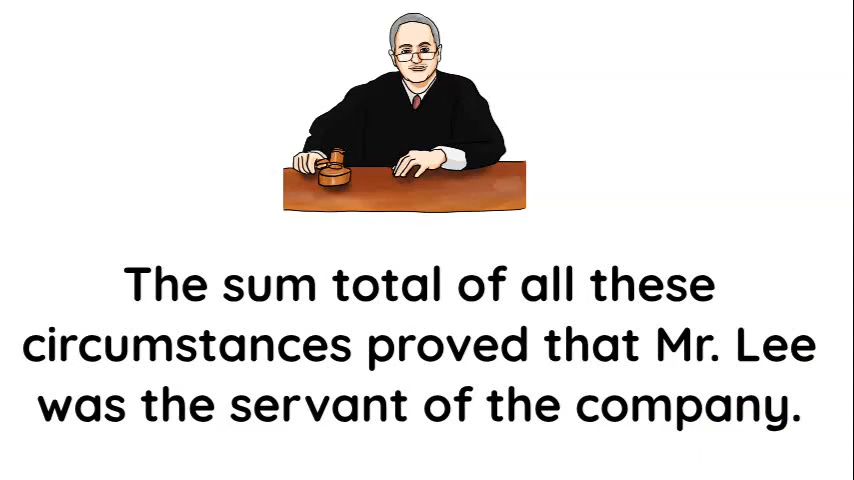 The sum total of all these
circumstances proved that Mr. Lee
was the servant of the company.